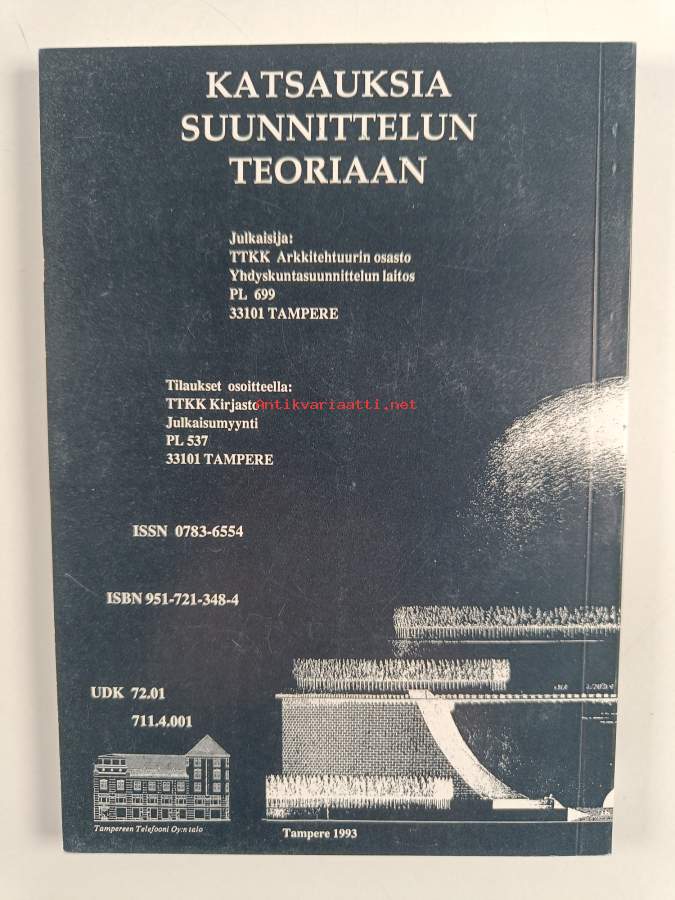 KATSAUKSIA
SUUNNITTELUN
TEORIAAN
Julkaisija:
TTKK Arkkitehtuurin osasto
Yhdyskuntasuunnittelun laitos
PL 699
33101 TAMPERE
Tilaukset osoitteella:
TTKK Kirjasto
Antikvariaatti.net
Julkaisumyynti
PL 537
33101 TAMPERE
ISSN 0783-6554
ISBN 951-721-348-4
UDK 72.01
711.4.001
Tampereen Telefooni Oy:n talo
Tampere 1993